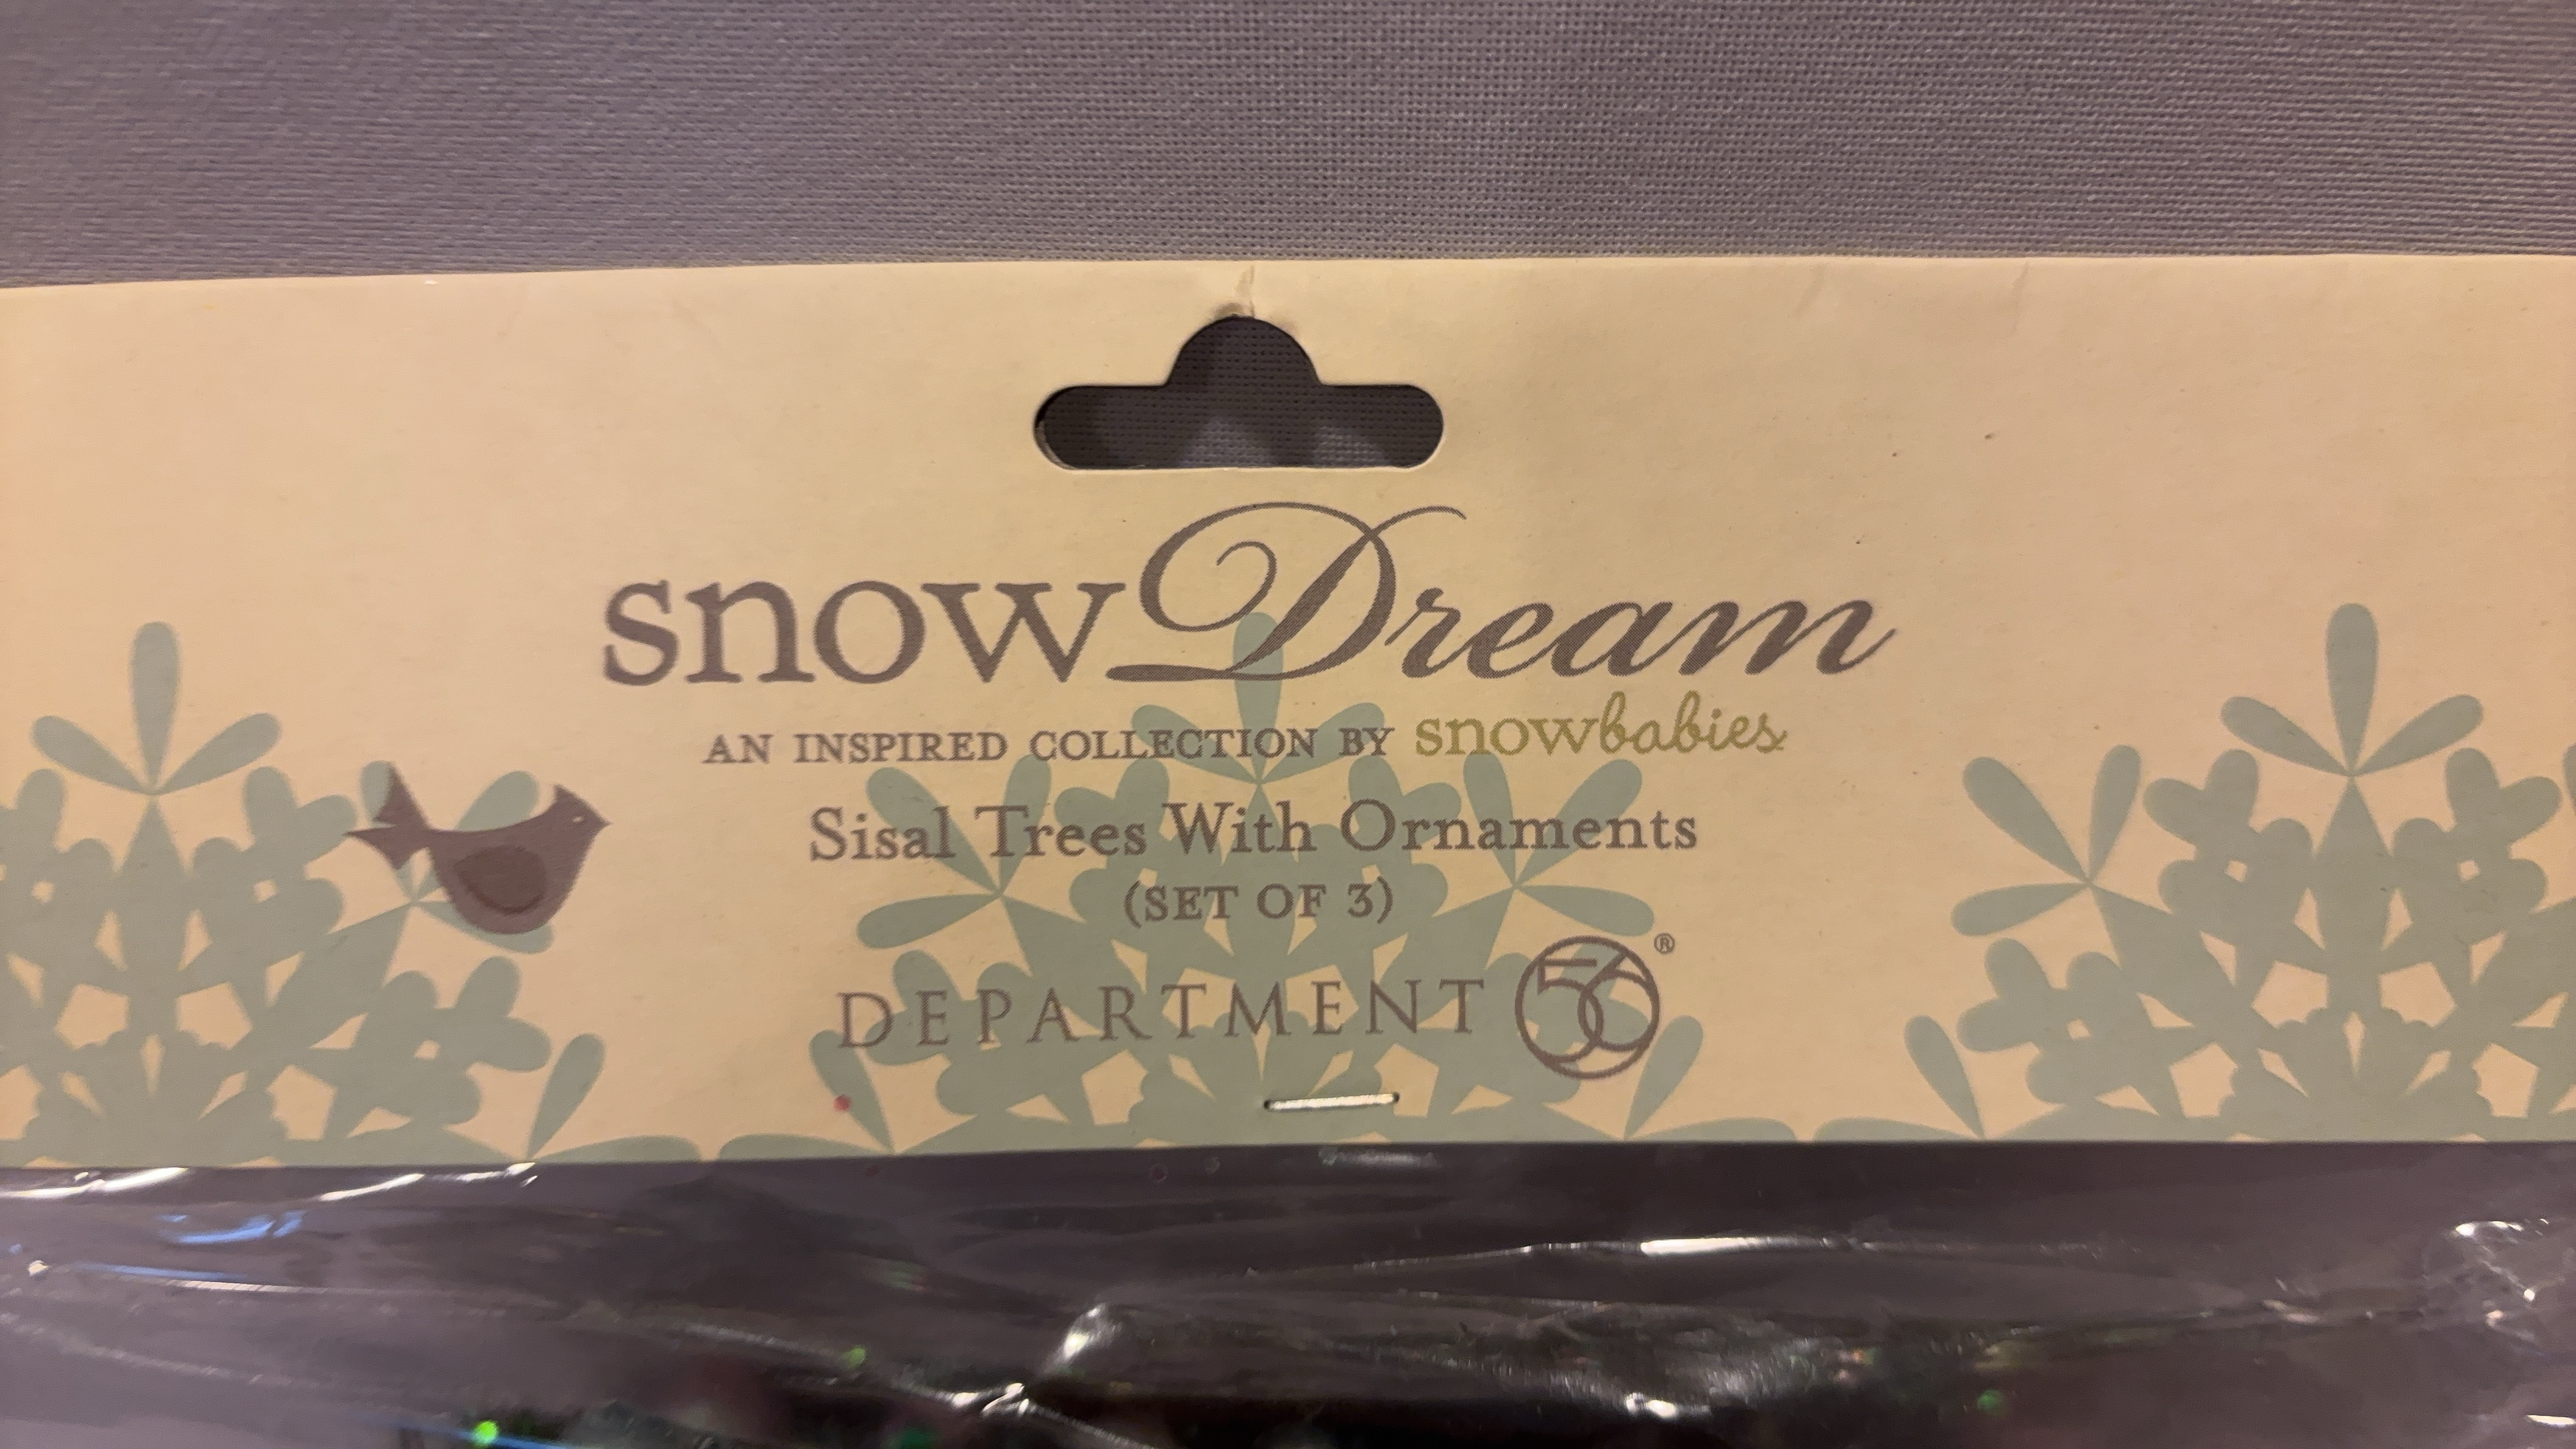 snowDream
AN INSPIRED COLLECTION BY snowbabies
Sisal Trees With Ornaments
(SET OF 3)
DEPARTMENT 56®